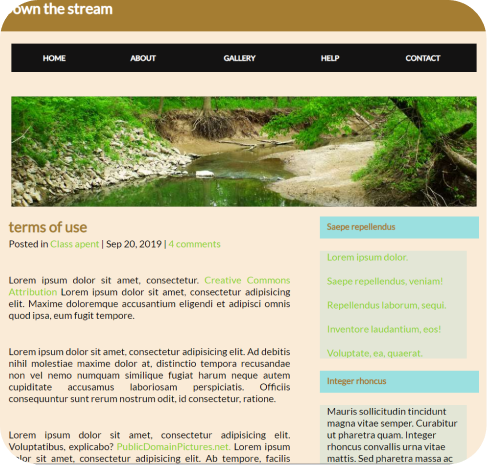 own the stream
HOME ABOUT GALLERY HELP CONTACT
terms of use
Posted in Class apent | Sep 20, 2019 | 4 comments
Lorem ipsum dolor sit amet, consectetur. Creative Commons
Attribution Lorem ipsum dolor sit amet, consectetur adipisicing
elit. Maxime doloremque accusantium eligendi et adipisci omnis
quod ipsa, eum fugit tempore.
Lorem ipsum dolor sit amet, consectetur adipisicing elit. Ad debitis
nihil molestiae maxime dolor at, distinctio tempora recusandae
non vel nemo numquam similique fugiat harum neque autem
cupiditate accusamus laboriosam perspiciatis. Officiis
consequuntur sunt rerum nostrum odit, id consectetur, ratione.
Lorem ipsum dolor sit amet, consectetur adipisicing elit.
Voluptatibus, explicabo? PublicDomainPictures.net. Lorem ipsum
dolor sit amet, consectetur adipisicing elit. Ab tempore, facilis
Saepe repellendus
Lorem ipsum dolor.
Saepe repellendus, veniam!
Repellendus laborum, sequi.
Inventore laudantium, eos!
Voluptate, ea, quaerat.
Integer rhoncus
Mauris sollicitudin tincidunt
magna vitae semper. Curabitur
ut pharetra quam. Integer
rhoncus convallis urna vitae
mattis. Sed pharetra massa ac